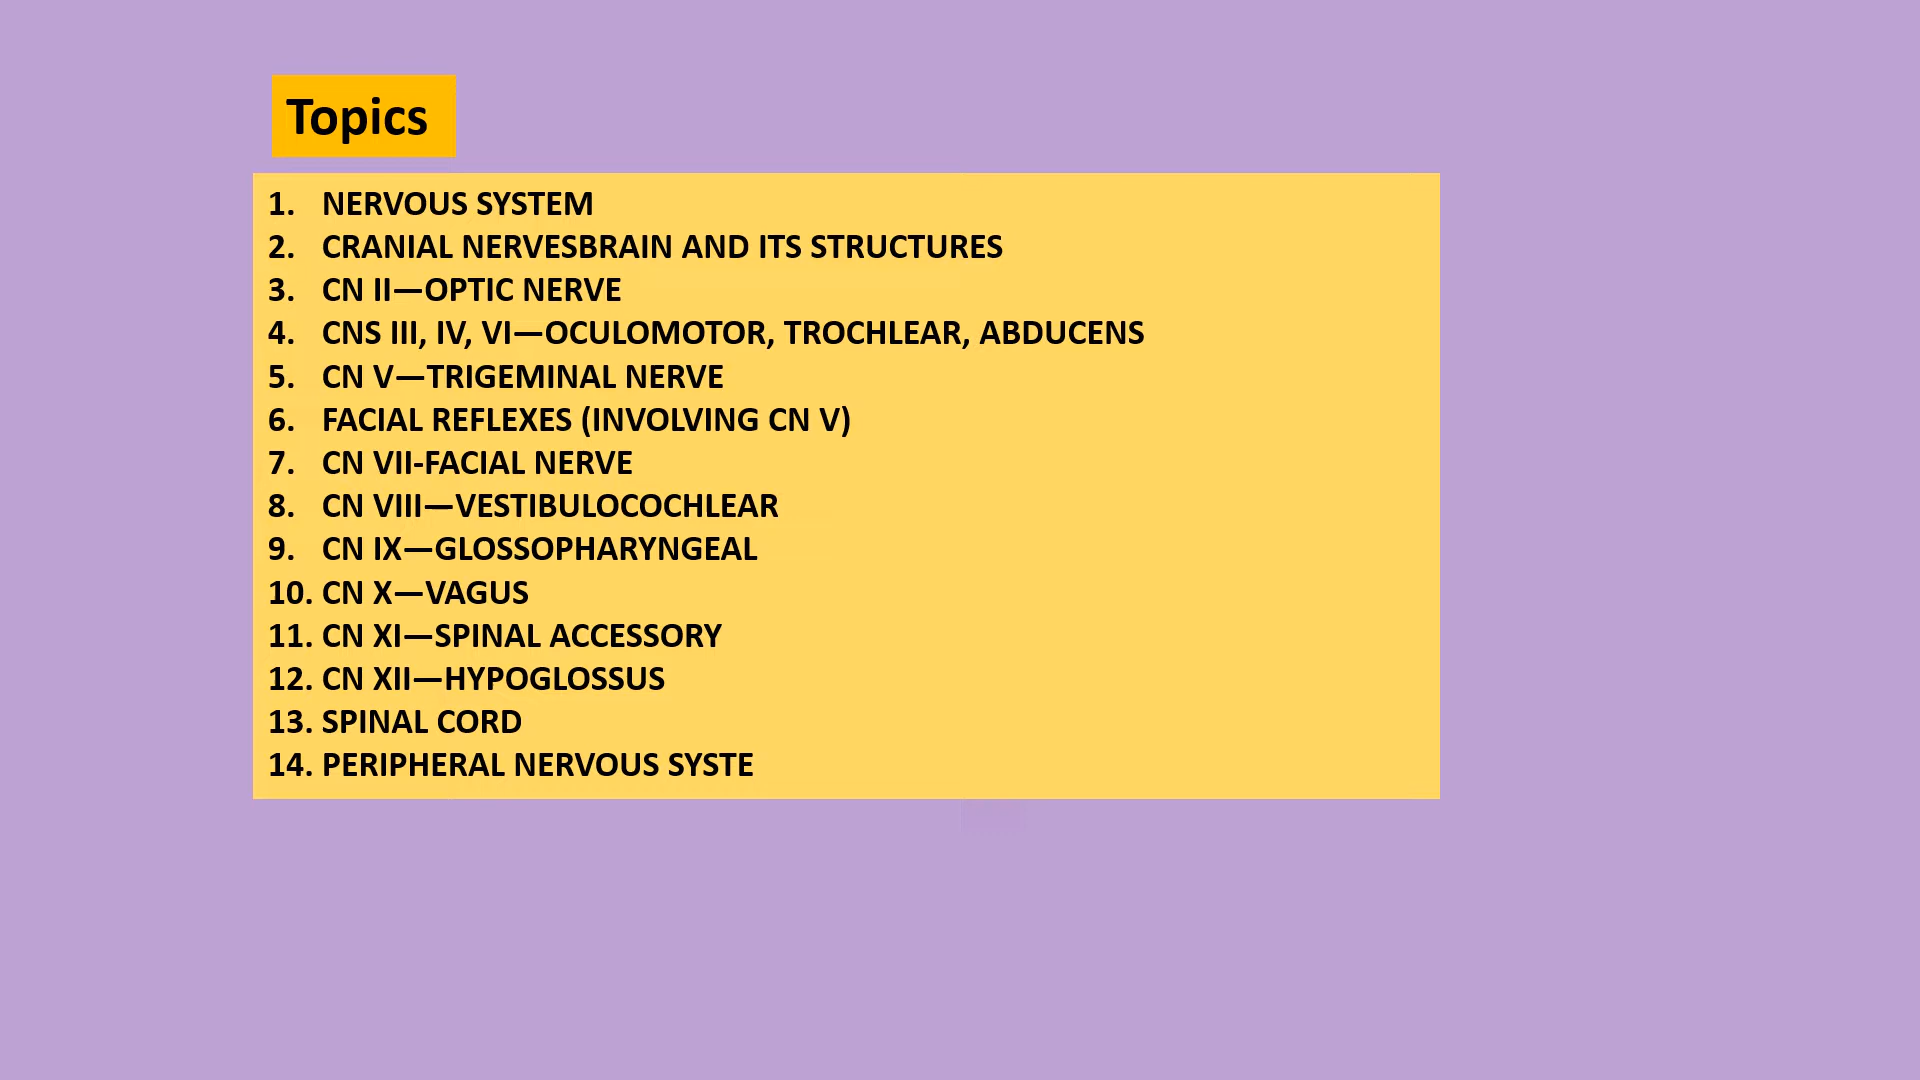 Topics
1. NERVOUS SYSTEM
2. CRANIAL NERVESBRAIN AND ITS STRUCTURES
3. CN II—OPTIC NERVE
4. CNS III, IV, VI—OCULOMOTOR, TROCHLEAR, ABDUCENS
5. CN V—TRIGEMINAL NERVE
6. FACIAL REFLEXES (INVOLVING CN V)
7. CN VII-FACIAL NERVE
8. CN VIII—VESTIBULOCOCHLEAR
9. CN IX—GLOSSOPHARYNGEAL
10. CN X—VAGUS
11. CN XI—SPINAL ACCESSORY
12. CN XII—HYPOGLOSSUS
13. SPINAL CORD
14. PERIPHERAL NERVOUS SYSTE